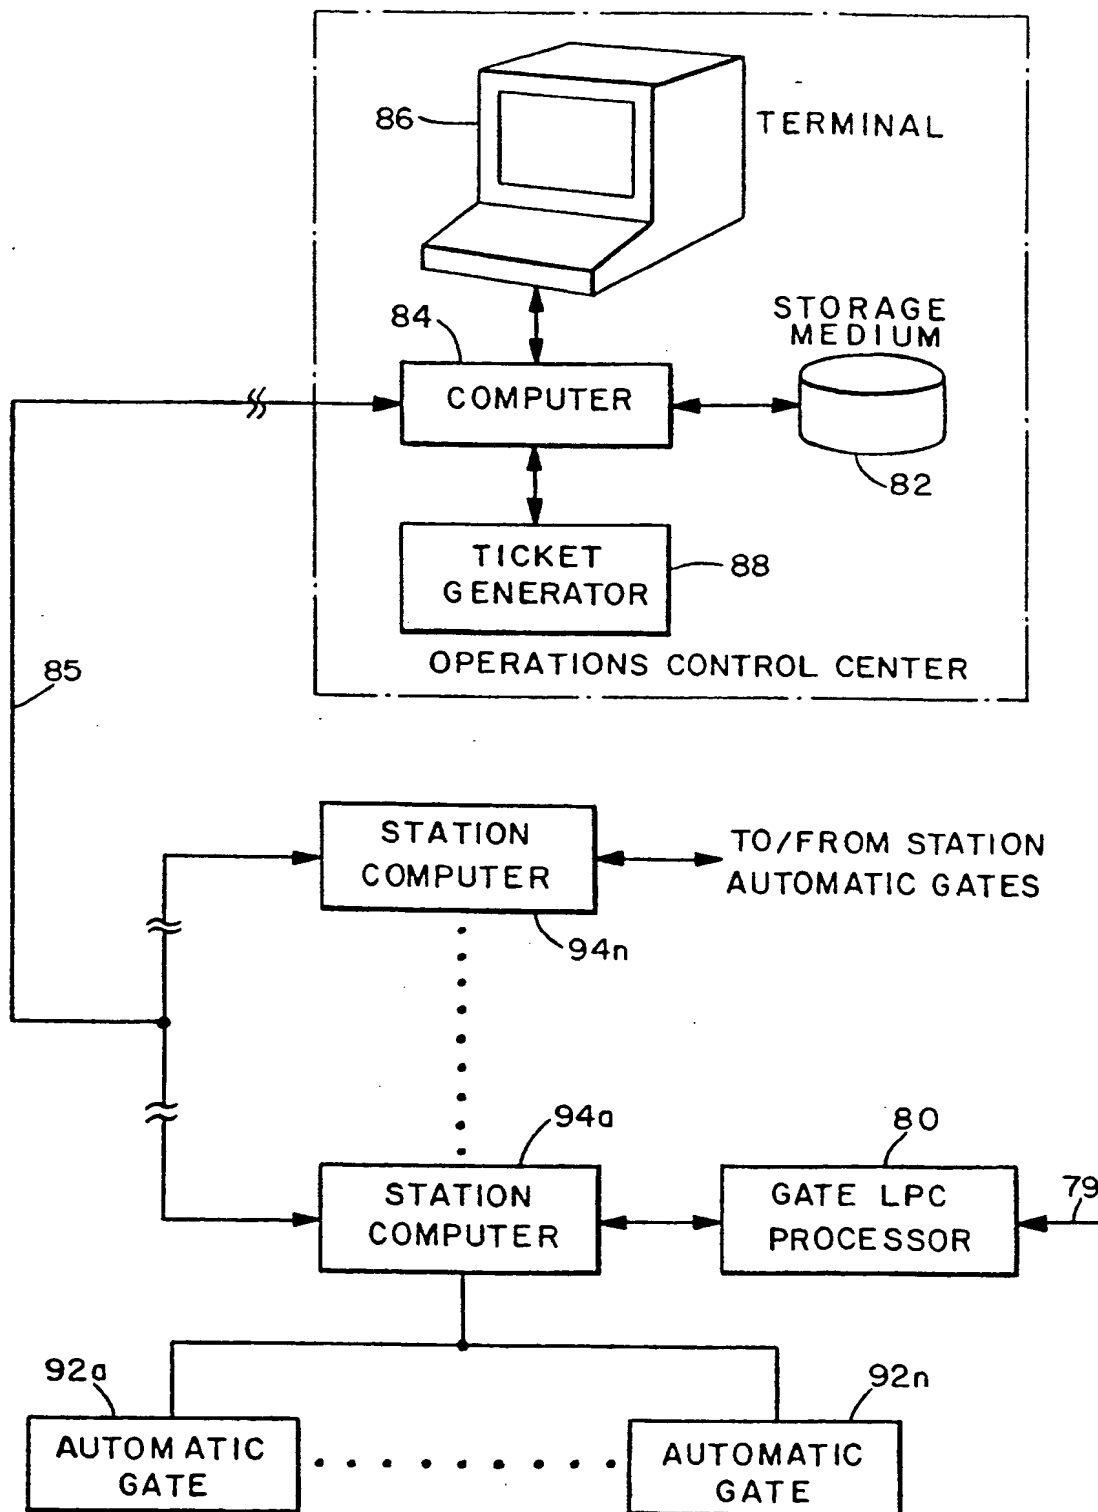 86
TERMINAL
84
STORAGE
MEDIUM
COMPUTER
82
TICKET
GENERATOR
88
OPERATIONS CONTROL CENTER
85
STATION
COMPUTER
TO/FROM STATION
AUTOMATIC GATES
94n
94a
80
STATION
COMPUTER
GATE LPC
PROCESSOR
79
92a
92n
AUTOMATIC
GATE
AUTOMATIC
GATE